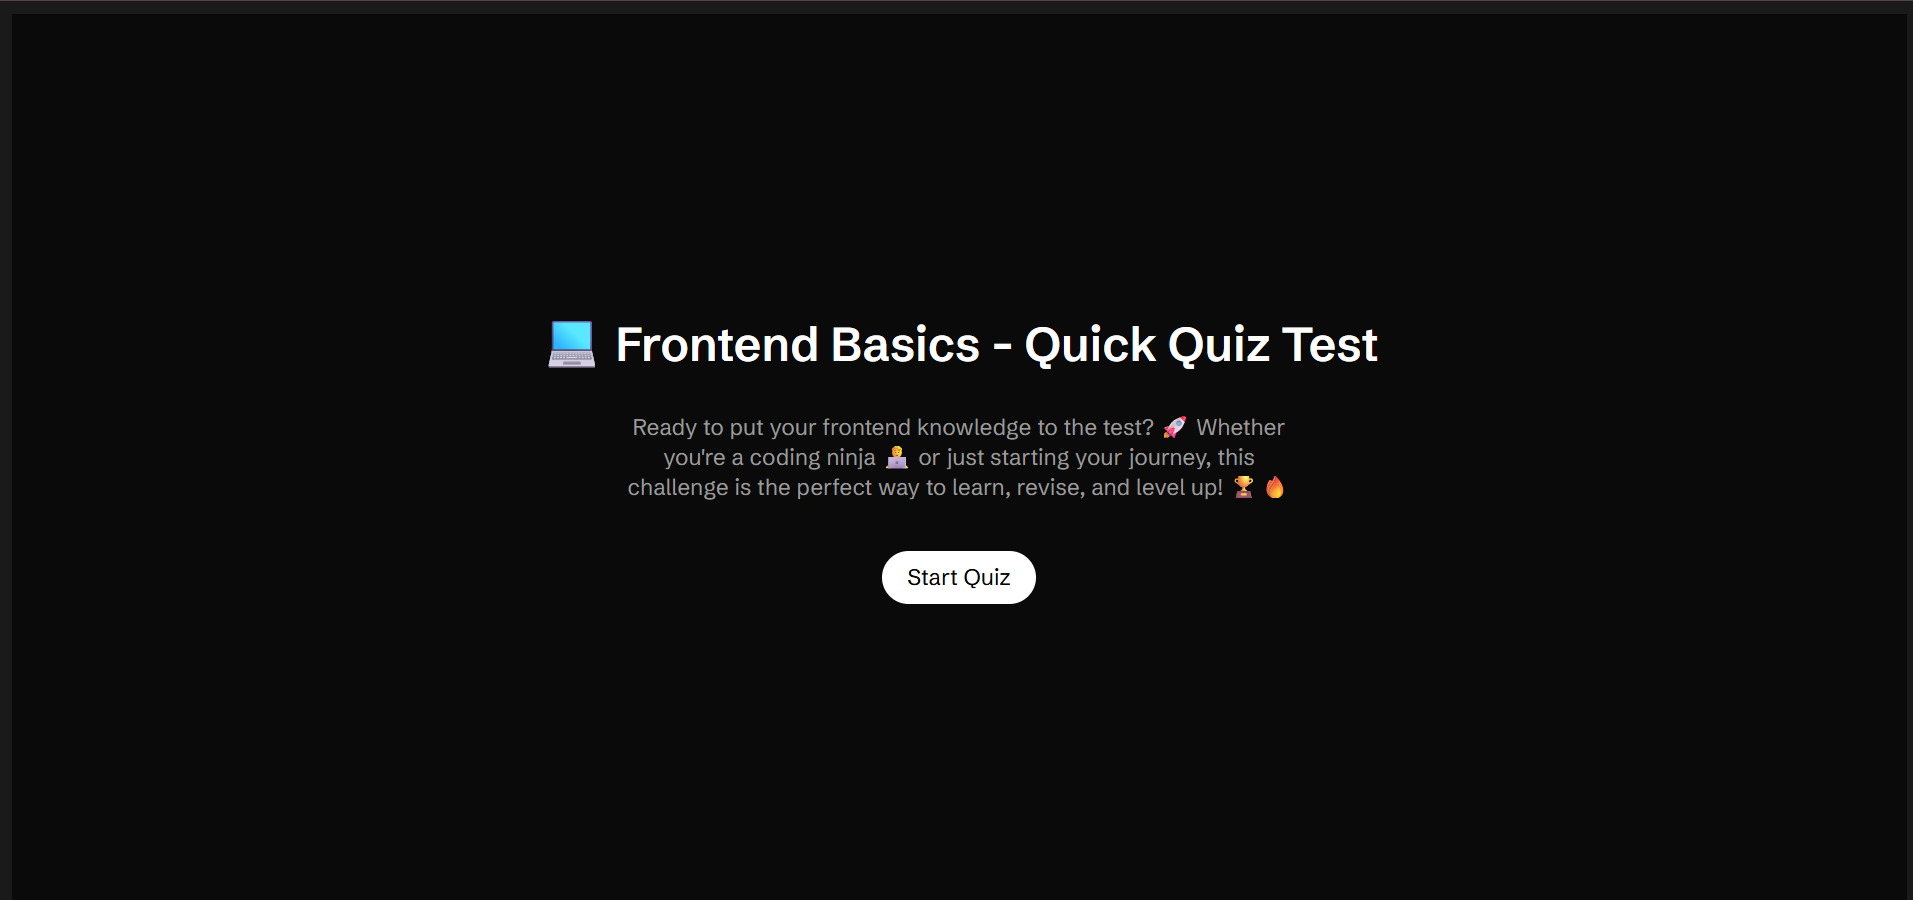 💻 Frontend Basics - Quick Quiz Test
Ready to put your frontend knowledge to the test? 🚀 Whether
you're a coding ninja 🧑‍💻 or just starting your journey, this
challenge is the perfect way to learn, revise, and level up! 🏆 🔥
Start Quiz